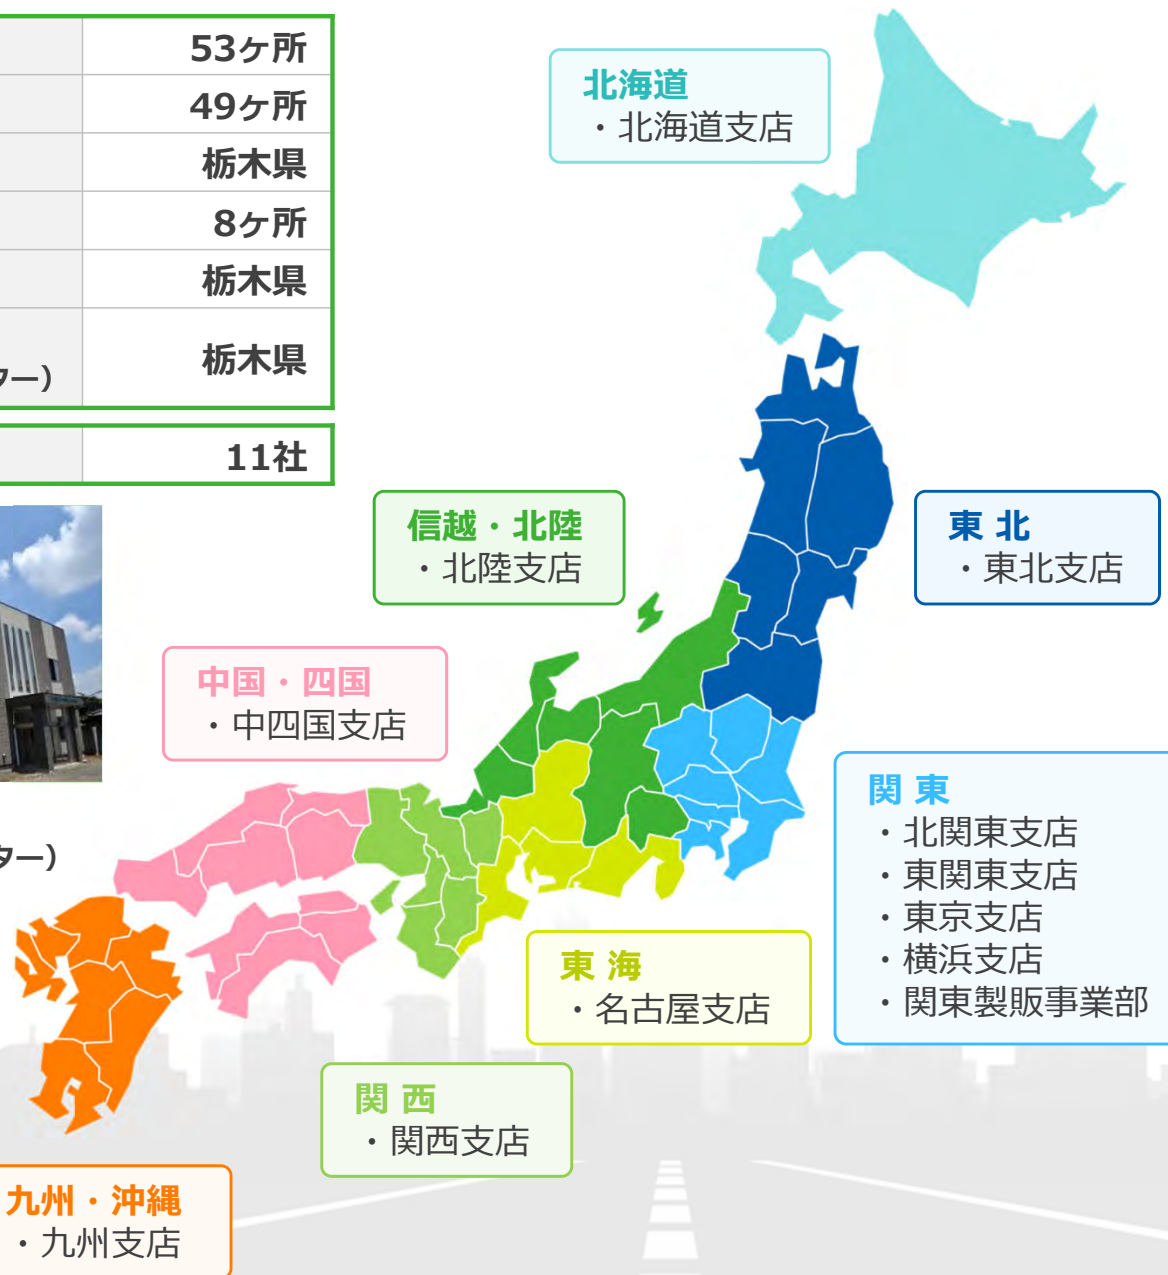 53ヶ所
49ヶ所
栃木県
8ヶ所
栃木県
栃木県
ター）
11社
北海道
・北海道支店
信越・北陸
・北陸支店
東 北
・東北支店
中国・四国
・中四国支店
関 東
・北関東支店
・東関東支店
・東京支店
・横浜支店
・関東製販事業部
ター）
東 海
・名古屋支店
関 西
・関西支店
九州・沖縄
・九州支店